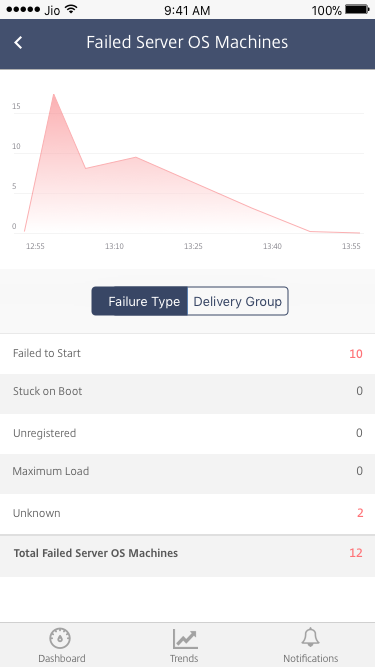 Jio 9:41 AM 100%
Failed Server OS Machines
15
10
5
0
12:55 13:10 13:25 13:40 13:55
Failure Type Delivery Group
Failed to Start 10
Stuck on Boot 0
Unregistered 0
Maximum Load 0
Unknown 2
Total Failed Server OS Machines 12
Dashboard Trends Notifications